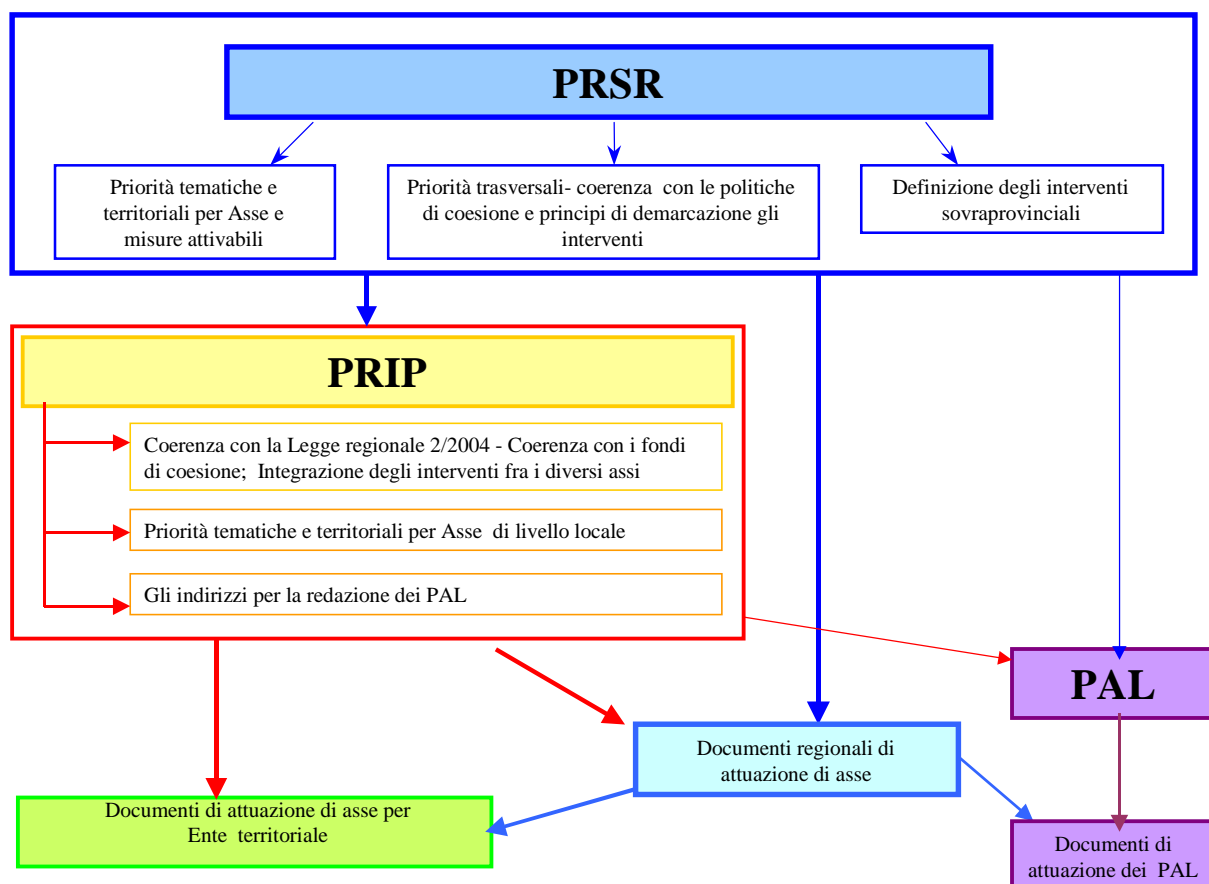 PRSR
Priorità tematiche e
territoriali per Asse e
misure attivabili
Priorità trasversali- coerenza con le politiche
di coesione e principi di demarcazione gli
interventi
Definizione degli interventi
sovraprovinciali
PRIP
Coerenza con la Legge regionale 2/2004 - Coerenza con i fondi
di coesione; Integrazione degli interventi fra i diversi assi
Priorità tematiche e territoriali per Asse di livello locale
Gli indirizzi per la redazione dei PAL
PAL
Documenti regionali di
attuazione di asse
Documenti di attuazione di asse per
Ente territoriale
Documenti di
attuazione dei PAL